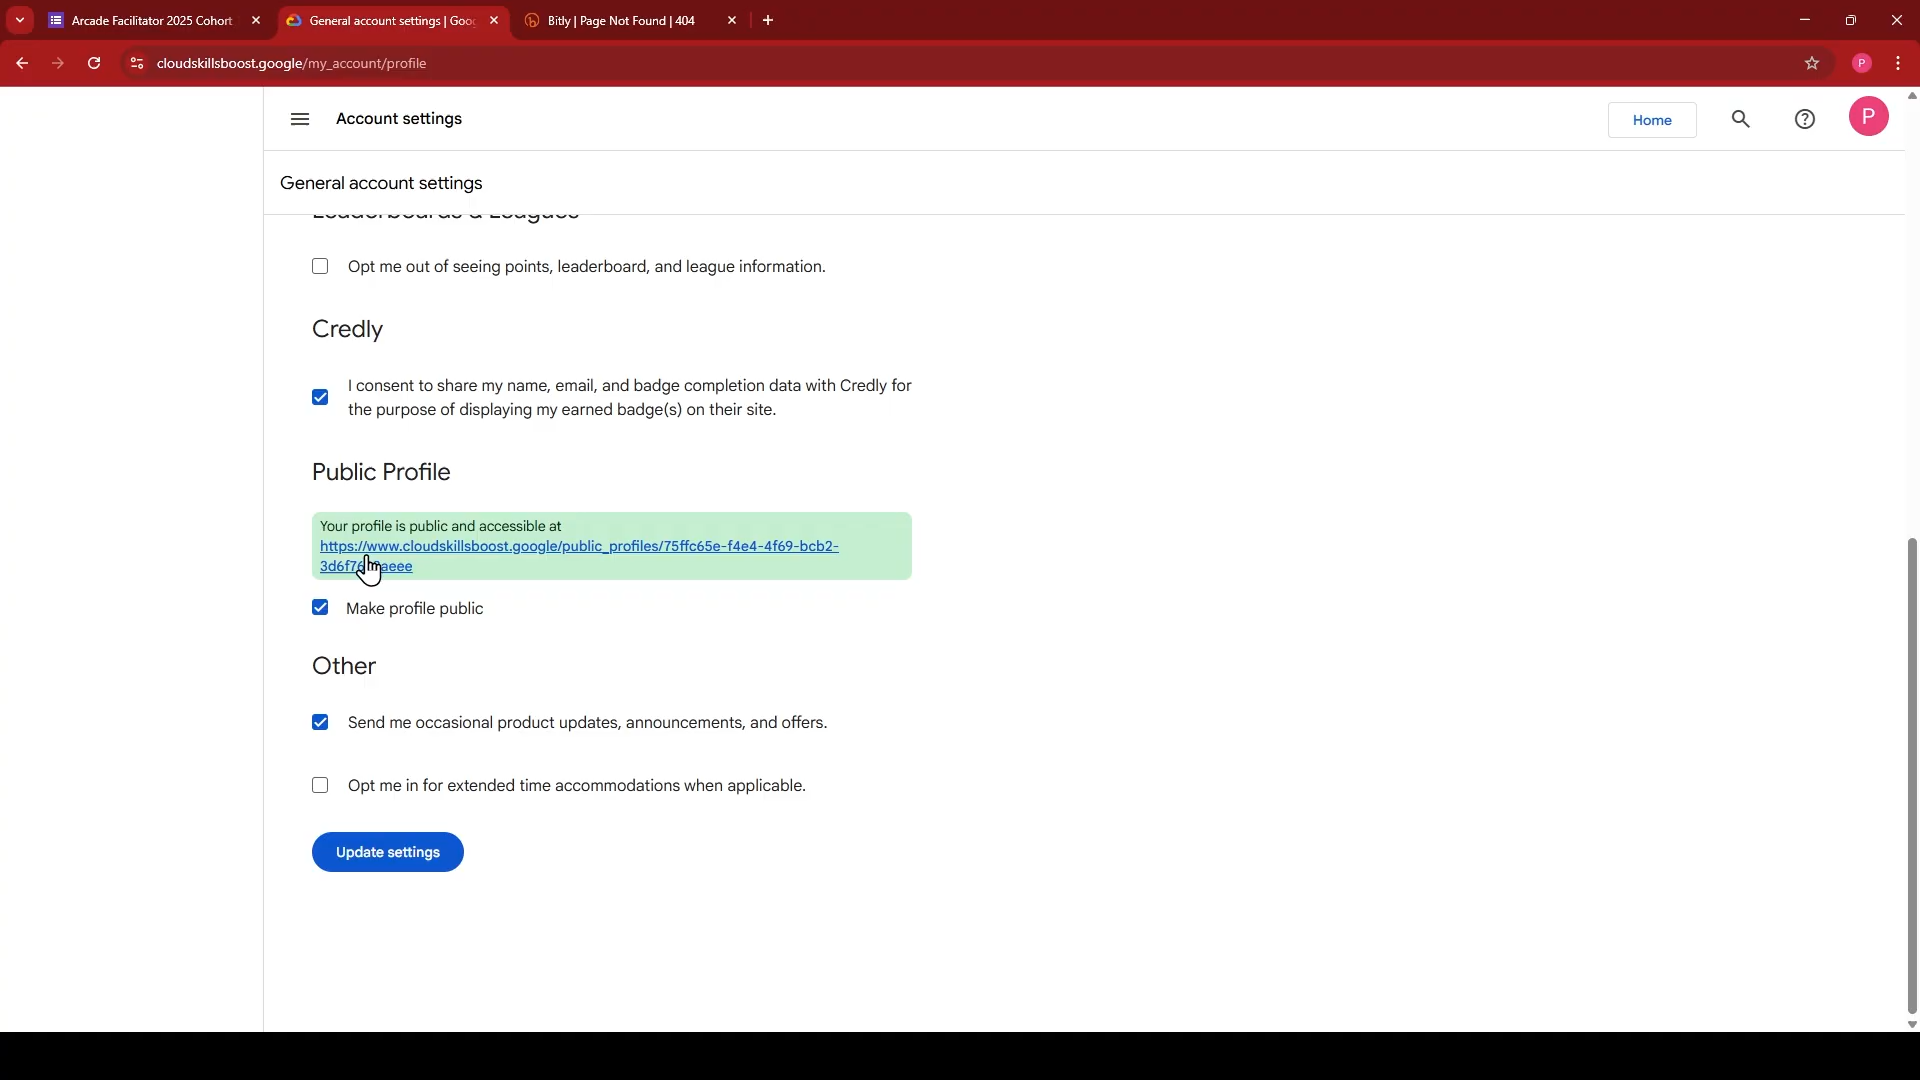 Arcade Facilitator 2025 Cohort
General account settings | Goo
Bitly | Page Not Found | 404
cloudskillsboost.google/my_account/profile
P
Account settings
Home
P
General account settings
Leaderboards & Leagues
Opt me out of seeing points, leaderboard, and league information.
Credly
I consent to share my name, email, and badge completion data with Credly for
the purpose of displaying my earned badge(s) on their site.
Public Profile
Your profile is public and accessible at
https://www.cloudskillsboost.google/public_profiles/75ffc65e-f4e4-4f69-bcb2-
Make profile public
Other
Send me occasional product updates, announcements, and offers.
Opt me in for extended time accommodations when applicable.
Update settings